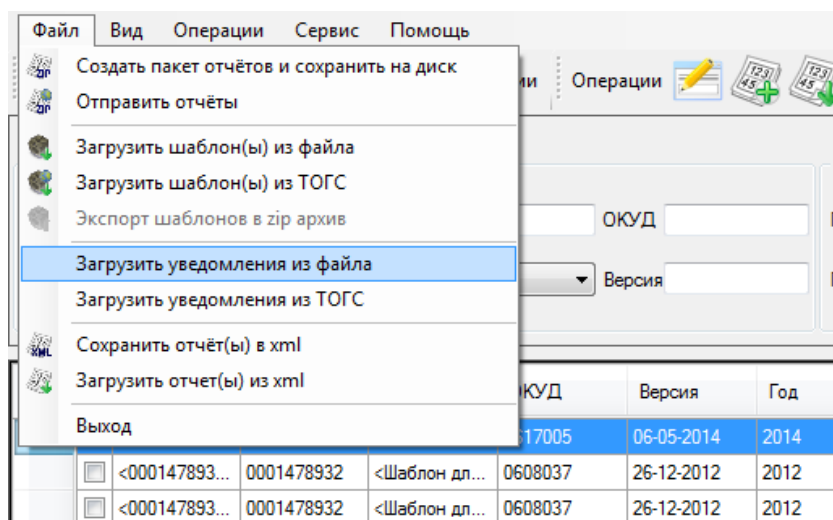 Файл Вид Операции Сервис Помощь
Создать пакет отчётов и сохранить на диск
Операции
Отправить отчёты
Загрузить шаблон(ы) из файла
Загрузить шаблон(ы) из ТОГС
Экспорт шаблонов в zip архив
ОКУД
Загрузить уведомления из файла
Версия
Загрузить уведомления из ТОГС
Сохранить отчёт(ы) в xml
Загрузить отчет(ы) из xml
КУД Версия Год
Выход
17005 06-05-2014 2014
<000147893... 0001478932 <Шаблон дл... 0608037 26-12-2012 2012
<000147893... 0001478932 <Шаблон дл... 0608037 26-12-2012 2012